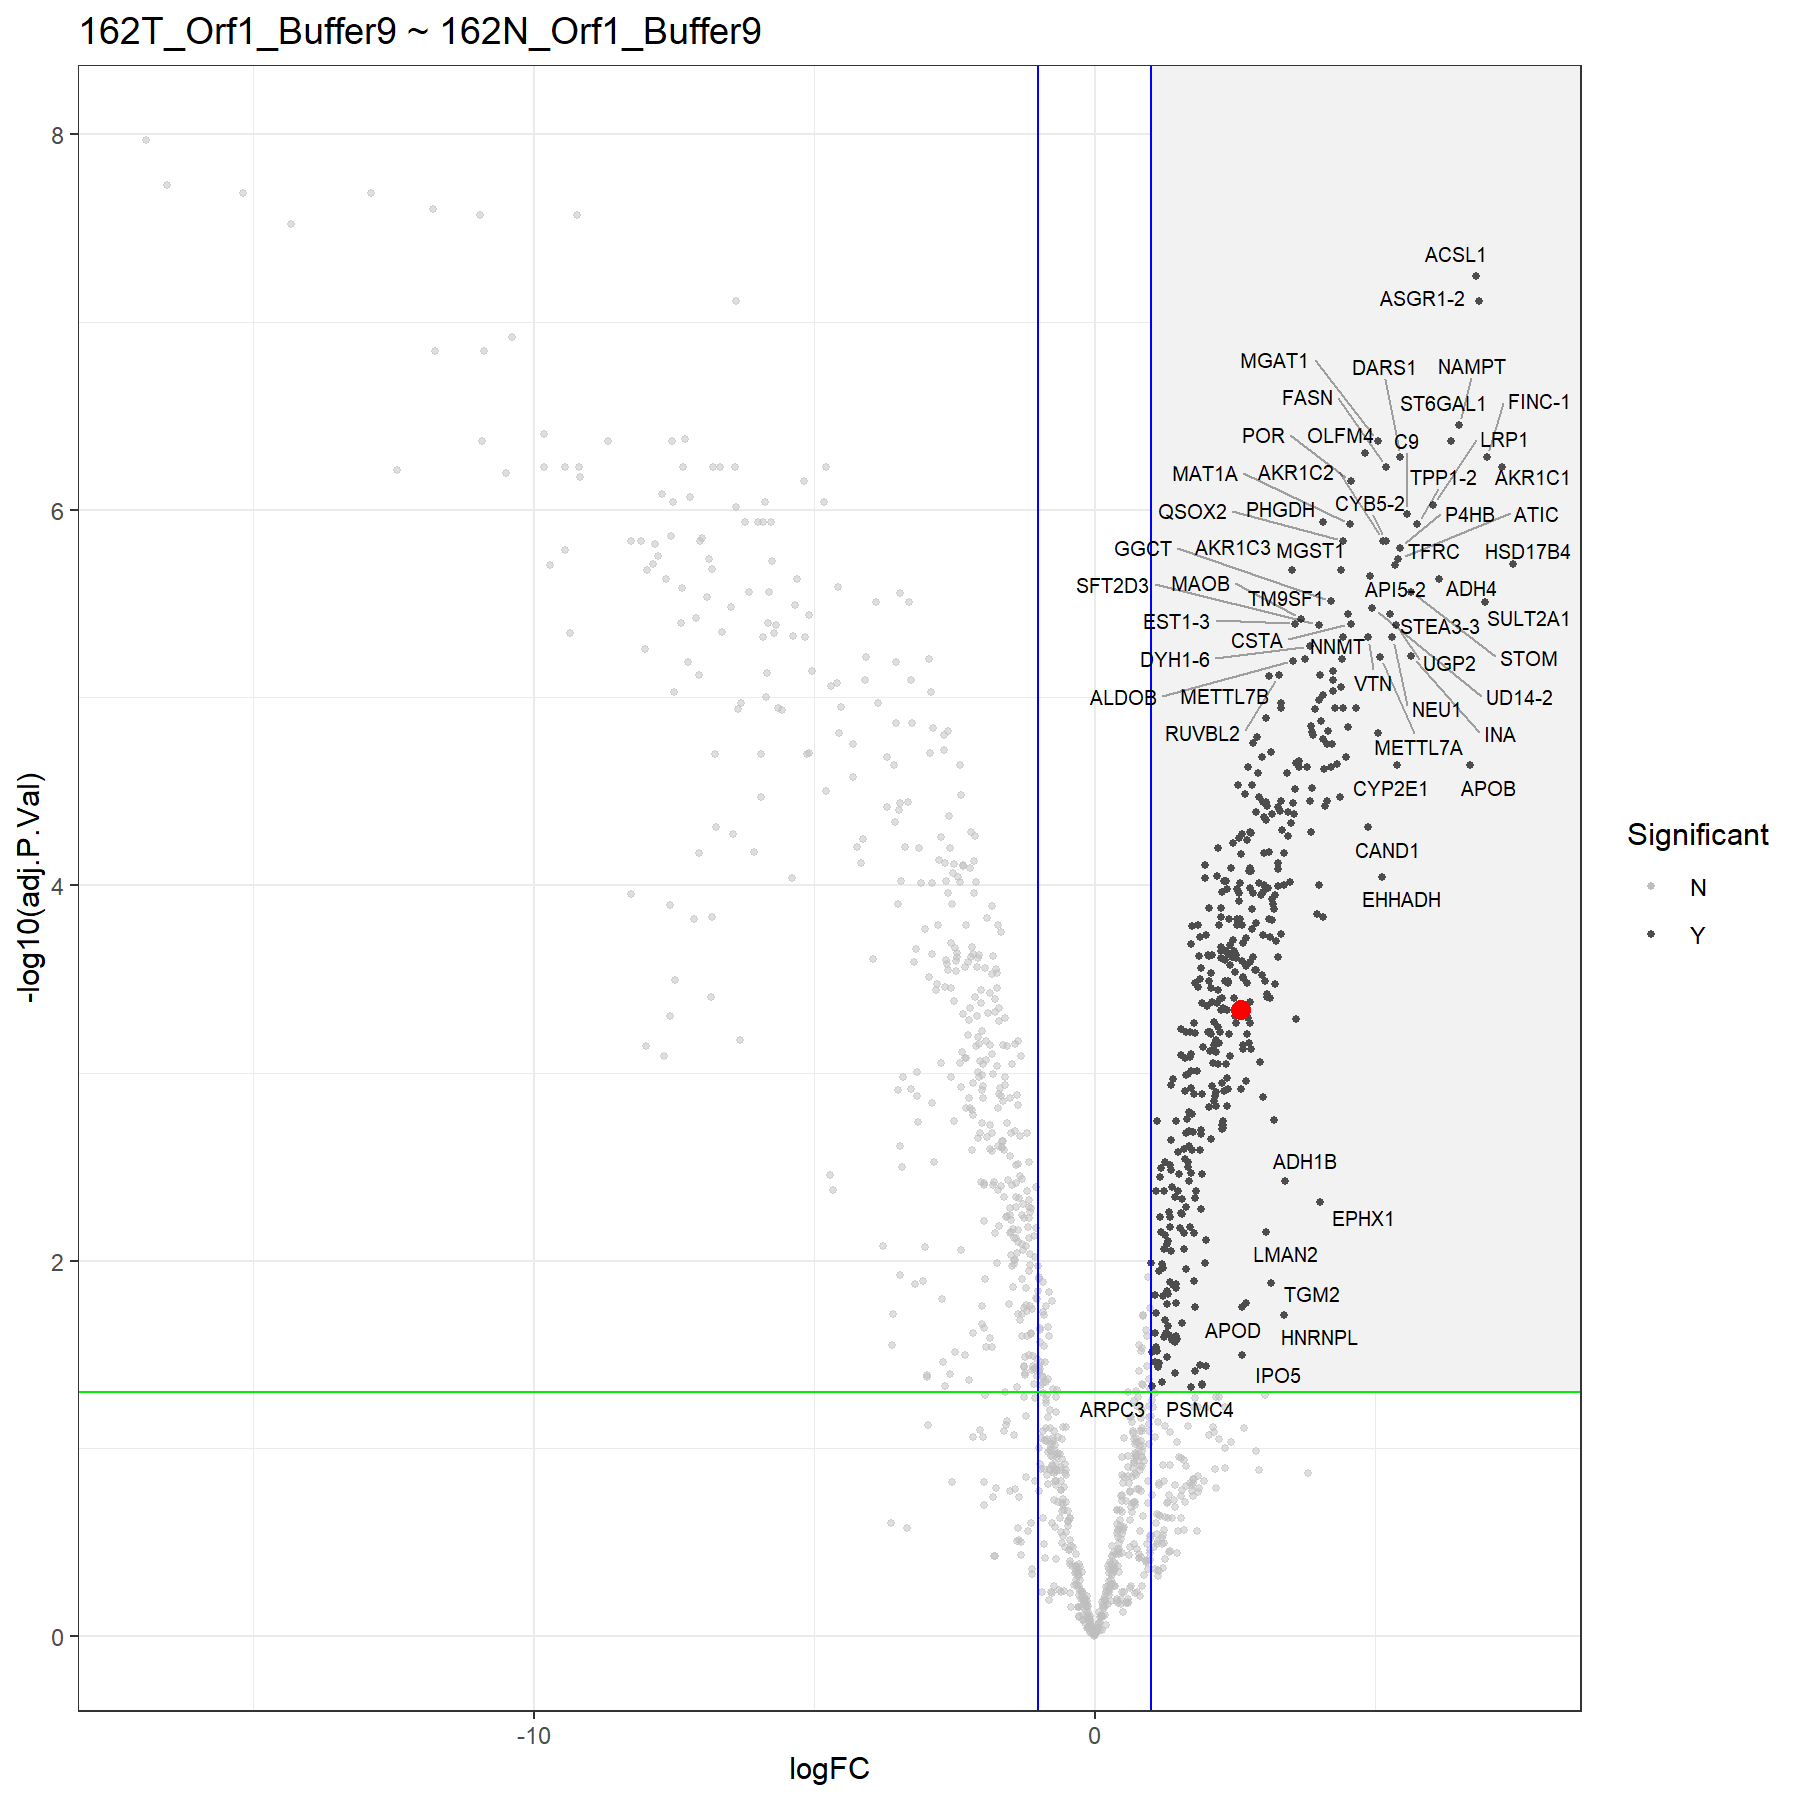 162T_Orf1_Buffer9 ~ 162N_Orf1_Buffer9
8
ACSL1
ASGR1-2
MGAT1
DARS1
NAMPT
FASN
ST6GAL1
FINC-1
POR
OLFM4
C9
LRP1
MAT1A
AKR1C2
TPP1-2
AKR1C1
6
QSOX2
PHGDH
CYB5-2
P4HB
ATIC
GGCT
AKR1C3
MGST1
TFRC
HSD17B4
SFT2D3
MAOB
TM9SF1
API5-2
ADH4
EST1-3
CSTA
NNMT
STEA3-3
SULT2A1
DYH1-6
UGP2
STOM
ALDOB
METTL7B
VTN
NEU1
UD14-2
RUVBL2
METTL7A
INA
CYP2E1
APOB
CAND1
EHHADH
4
-log10(adj.P.Val)
Significant
N
Y
ADH1B
EPHX1
2
LMAN2
TGM2
APOD
HNRNPL
IPO5
ARPC3
PSMC4
0
-10
0
logFC